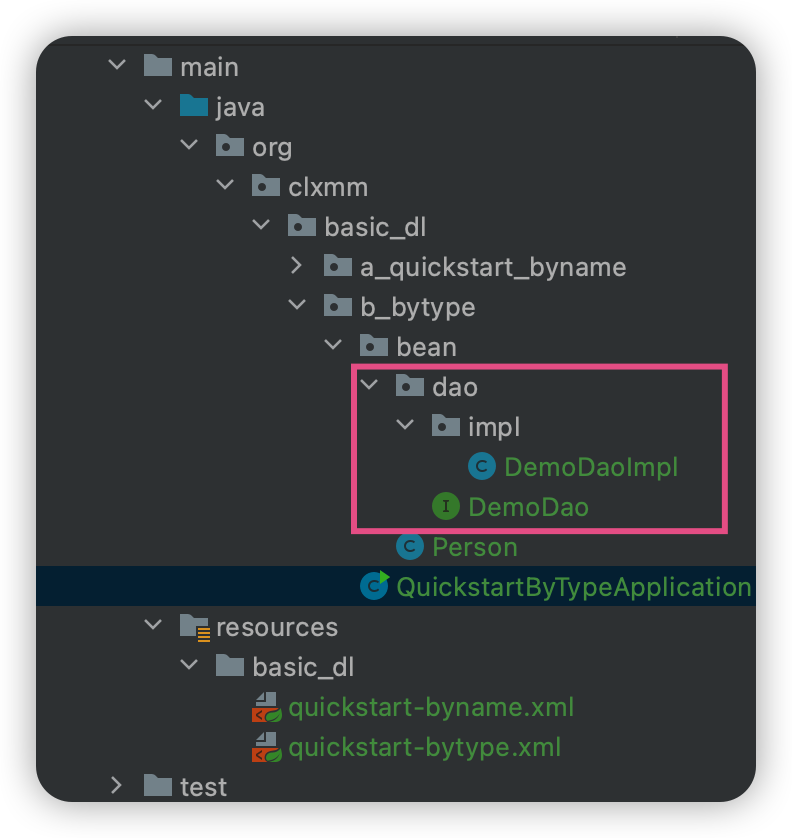 main
java
org
clxmm
basic_dl
a_quickstart_byname
b_bytype
bean
dao
impl
C DemoDaoImpl
I DemoDao
C Person
C QuickstartByTypeApplication
resources
basic_dl
quickstart-byname.xml
quickstart-bytype.xml
test